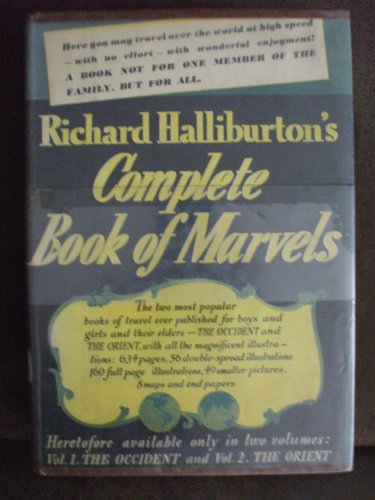 Here you may travel over the world at high speed
— with no effort — with wonderful enjoyment!
A BOOK NOT FOR ONE MEMBER OF THE
FAMILY, BUT FOR ALL.
Richard Halliburton's
Complete
Book of Marvels
The two most popular
books of travel ever published for boys and
girls and their elders — THE OCCIDENT and
THE ORIENT, with all the magnificent illustra-
tions: 634 pages, 56 double-spread illustrations
160 full page illustrations, 49 smaller pictures,
8 maps and end papers.
Heretofore available only in two volumes:
Vol. 1. THE OCCIDENT and Vol. 2. THE ORIENT